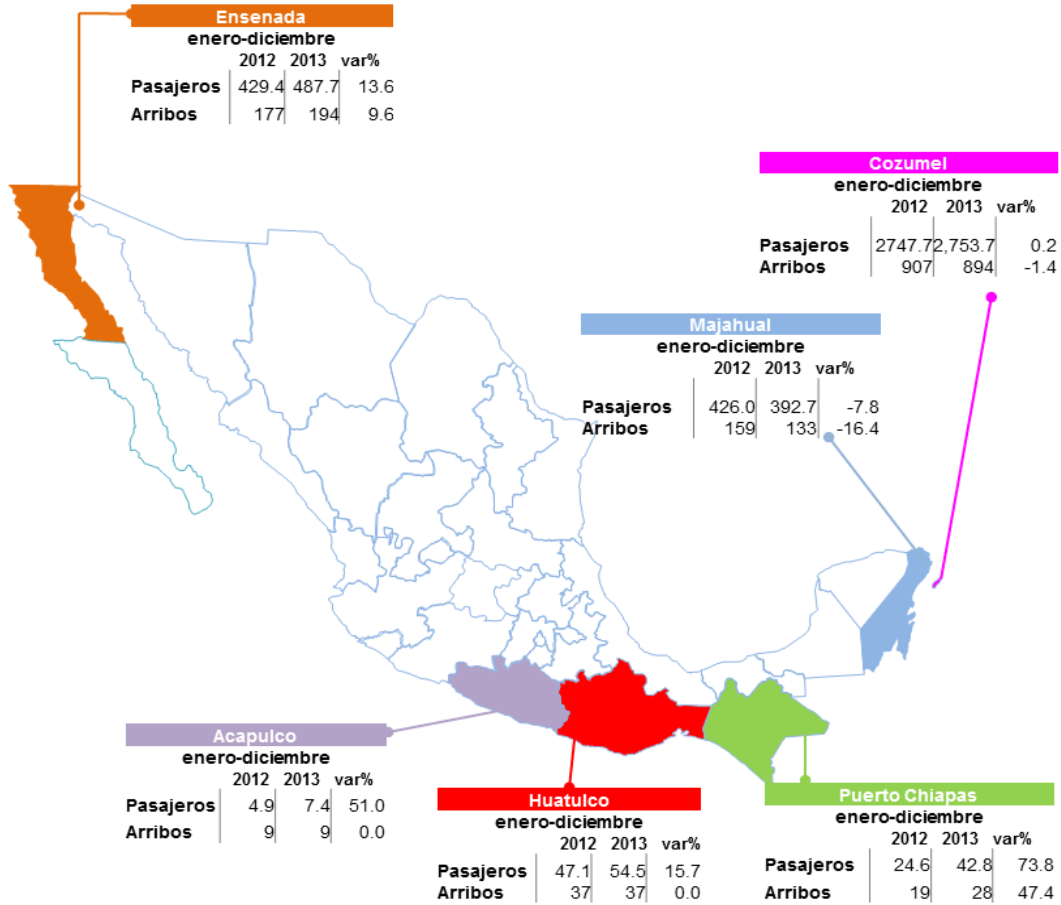 Ensenada
enero-diciembre
2012 2013 var%
Pasajeros 429.4 487.7 13.6
Arribos 177 194 9.6
Cozumel
enero-diciembre
2012 2013 var%
Pasajeros 2747.7 2,753.7 0.2
Arribos 907 894 -1.4
Majahual
enero-diciembre
2012 2013 var%
Pasajeros 426.0 392.7 -7.8
Arribos 159 133 -16.4
Acapulco
enero-diciembre
2012 2013 var%
Pasajeros 4.9 7.4 51.0
Arribos 9 9 0.0
Huatulco
enero-diciembre
2012 2013 var%
Pasajeros 47.1 54.5 15.7
Arribos 37 37 0.0
Puerto Chiapas
enero-diciembre
2012 2013 var%
Pasajeros 24.6 42.8 73.8
Arribos 19 28 47.4